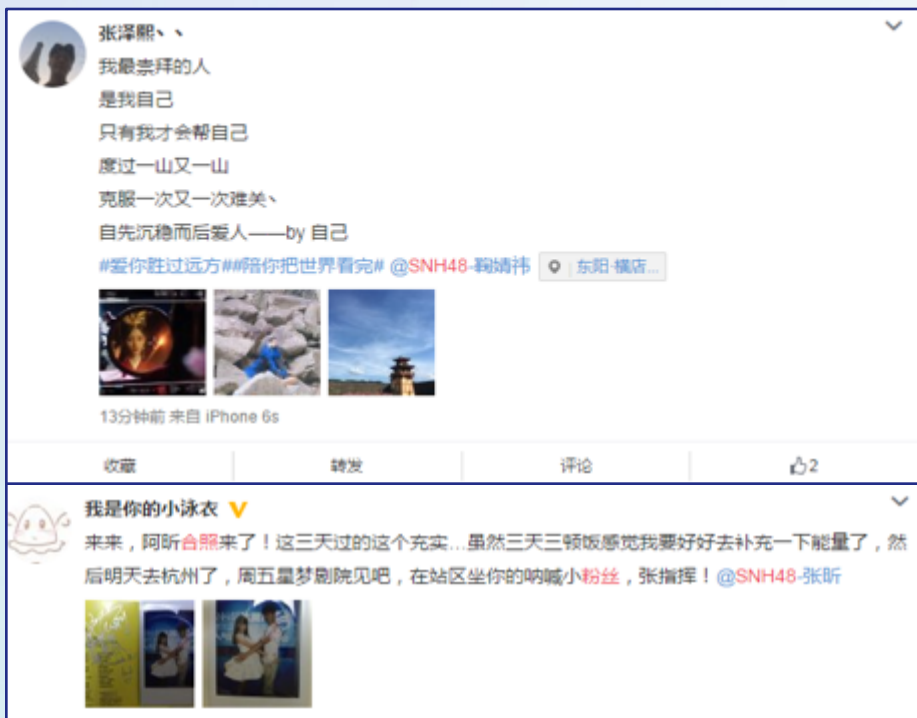 张泽熙丶丶
我最崇拜的人
是我自己
只有我才会帮自己
度过一山又一山
克服一次又一次难关丶
自先沉稳而后爱人——by 自己
#爱你胜过远方##陪你把世界看完# @SNH48-鞠婧祎 东阳·横店...
13分钟前 来自 iPhone 6s
收藏 转发 评论 2
我是你的小泳衣
来来，阿昕合照来了！这三天过的这个充实...虽然三天三顿饭感觉我要好好去补充一下能量了，然
后明天去杭州了，周五星梦剧院见吧，在站区坐你的呐喊小粉丝，张指挥！@SNH48-张昕